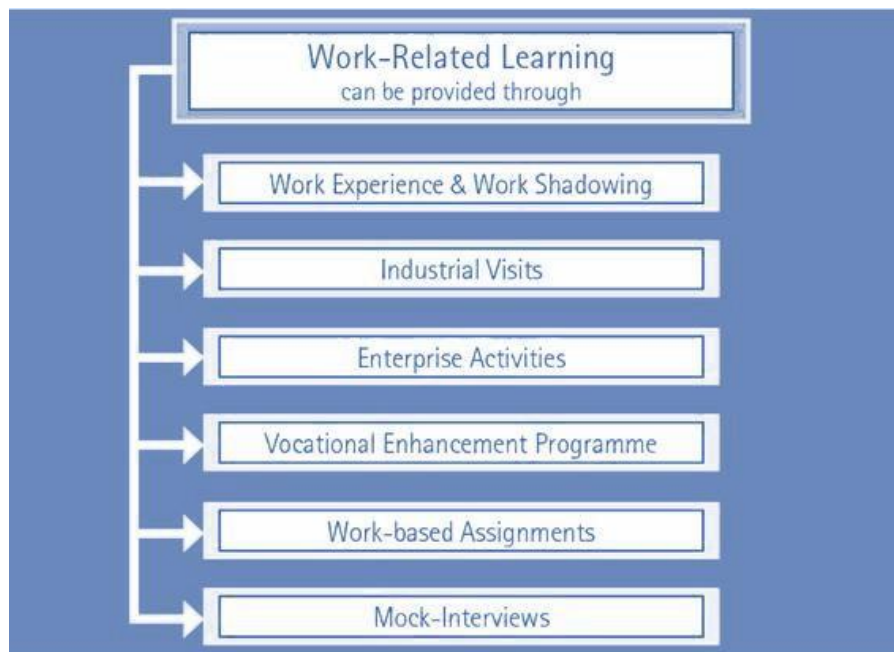 Work-Related Learning
can be provided through
Work Experience & Work Shadowing
Industrial Visits
Enterprise Activities
Vocational Enhancement Programme
Work-based Assignments
Mock-Interviews